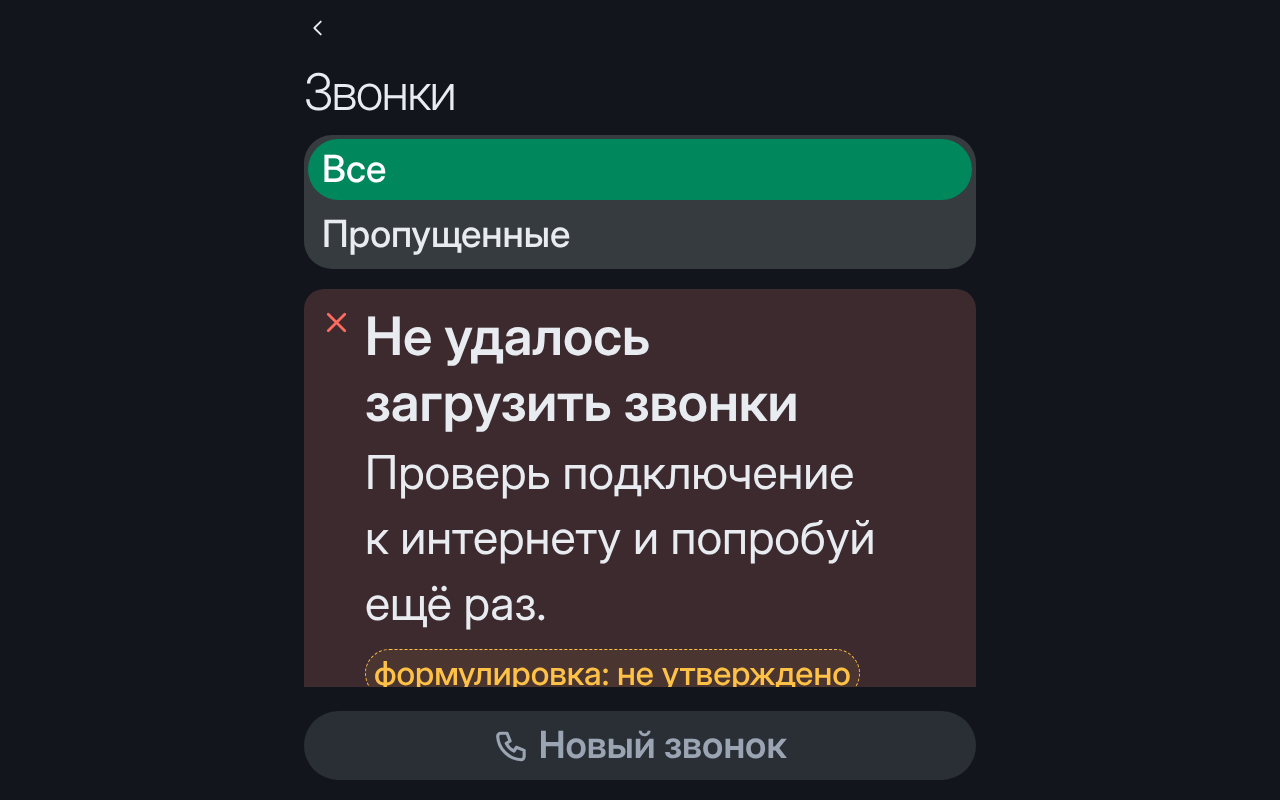 Звонки
Все
Пропущенные
Не удалось
загрузить звонки
Проверь подключение
к интернету и попробуй
ещё раз.
формулировка: не утверждено
Новый звонок